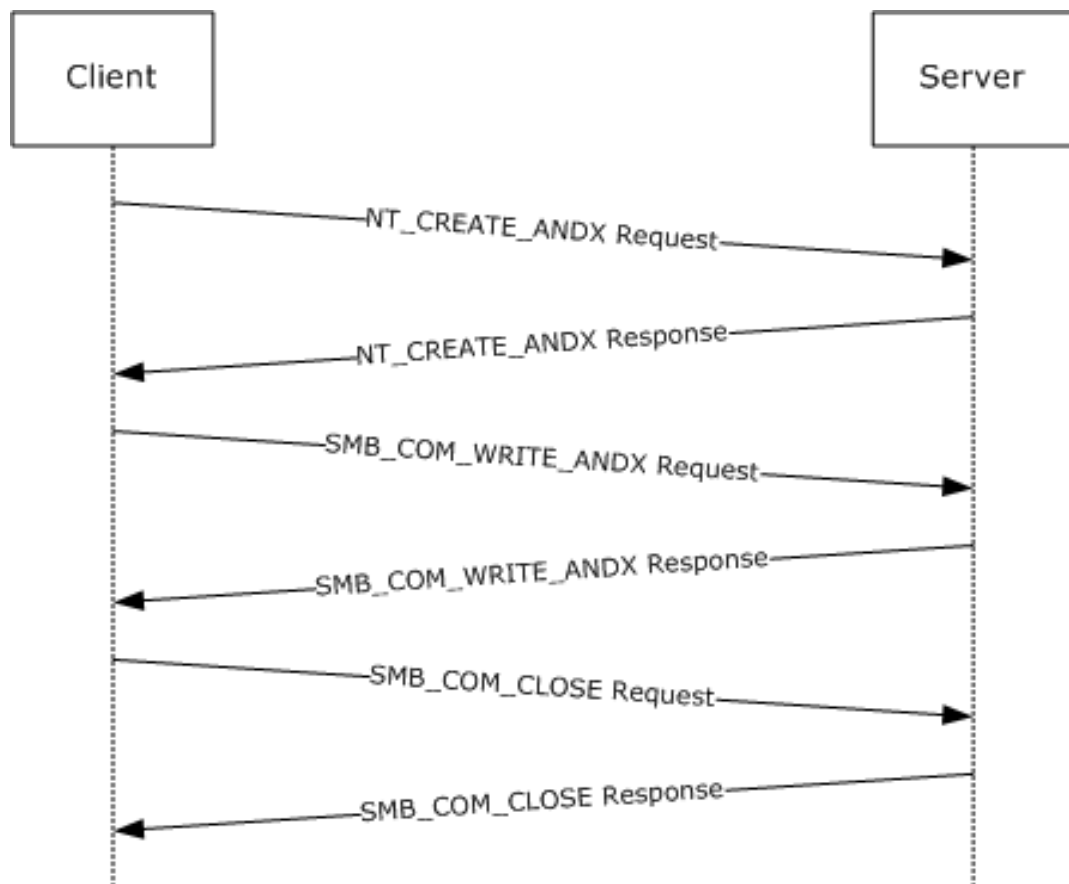 Client
Server
NT_CREATE_ANDX Request
NT_CREATE_ANDX Response
SMB_COM_WRITE_ANDX Request
SMB_COM_WRITE_ANDX Response
SMB_COM_CLOSE Request
SMB_COM_CLOSE Response